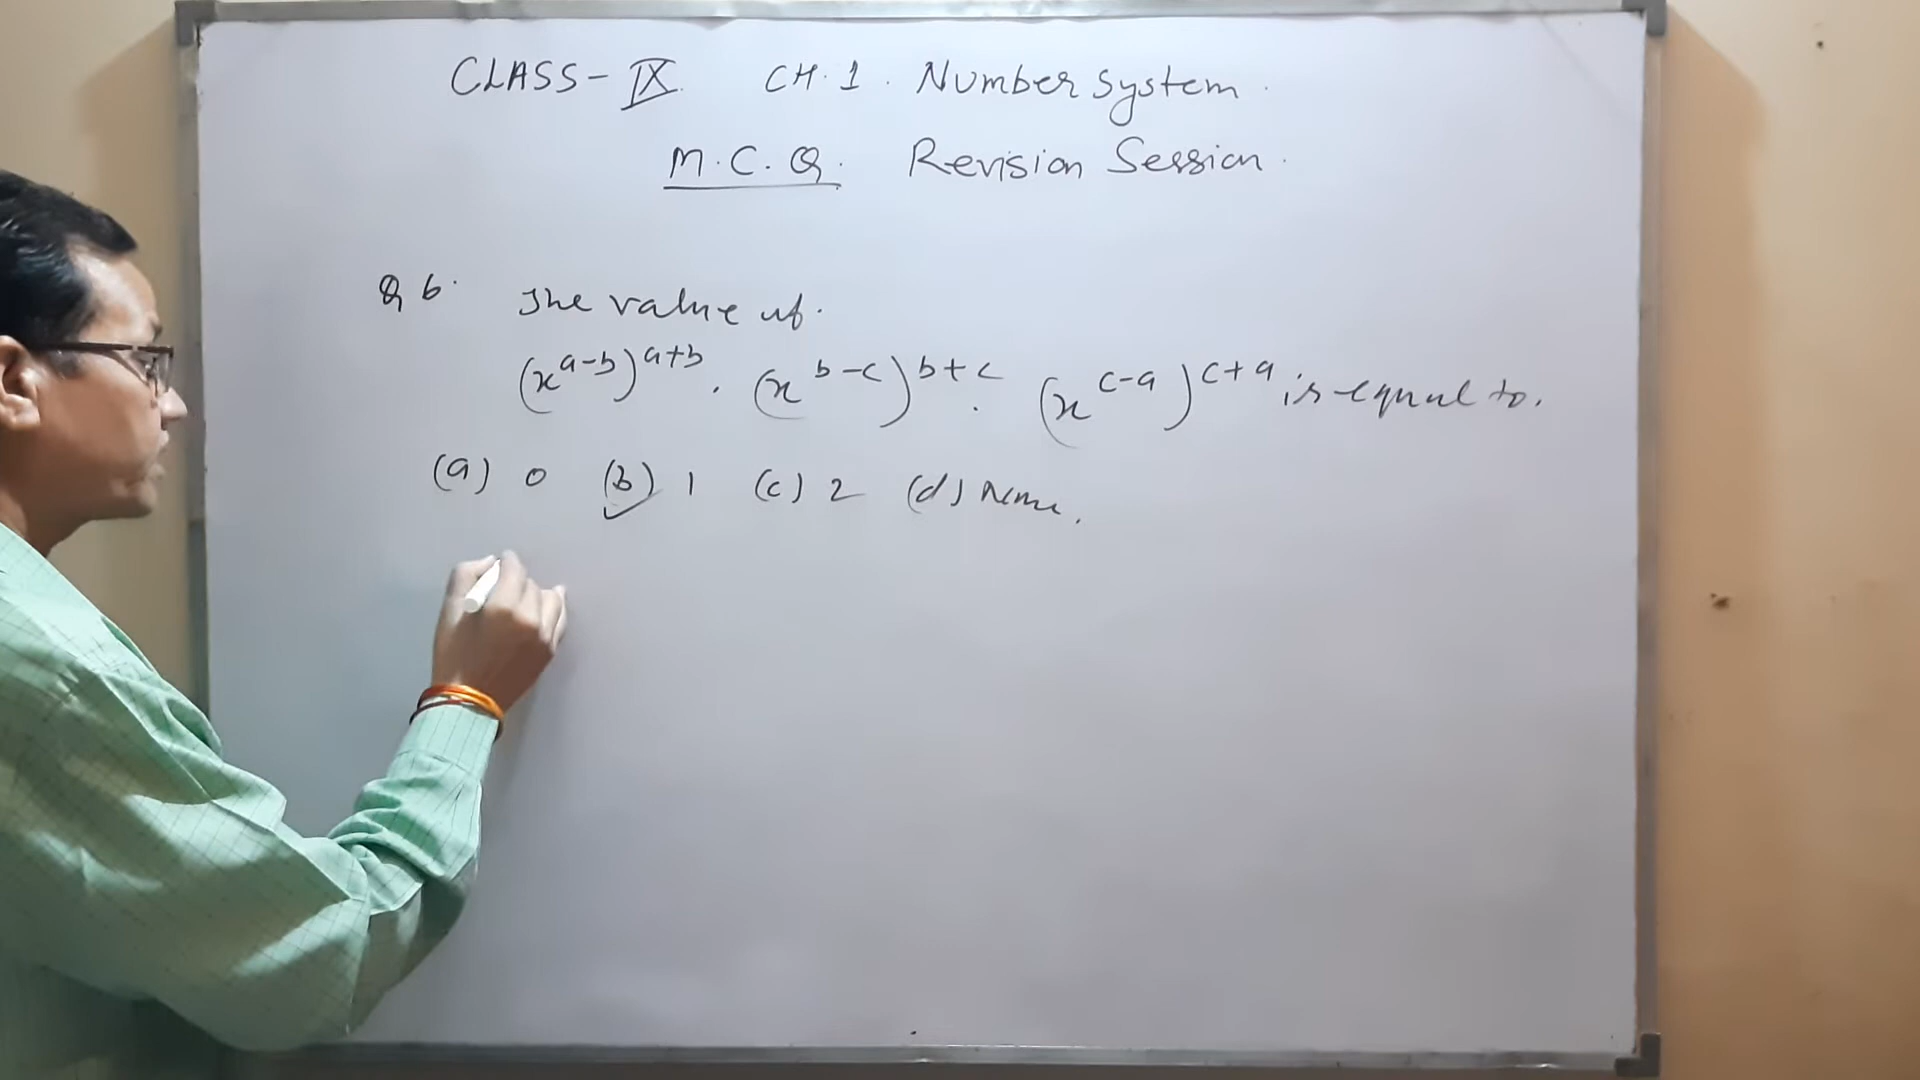 CLASS-IX CH.1. Number System.
M.C.Q. Revision Session.
Q 6. The value of.
(x^(a-b))^(a+b) . (x^(b-c))^(b+c) . (x^(c-a))^(c+a) is equal to.
(a) 0 (b) 1 (c) 2 (d) None.